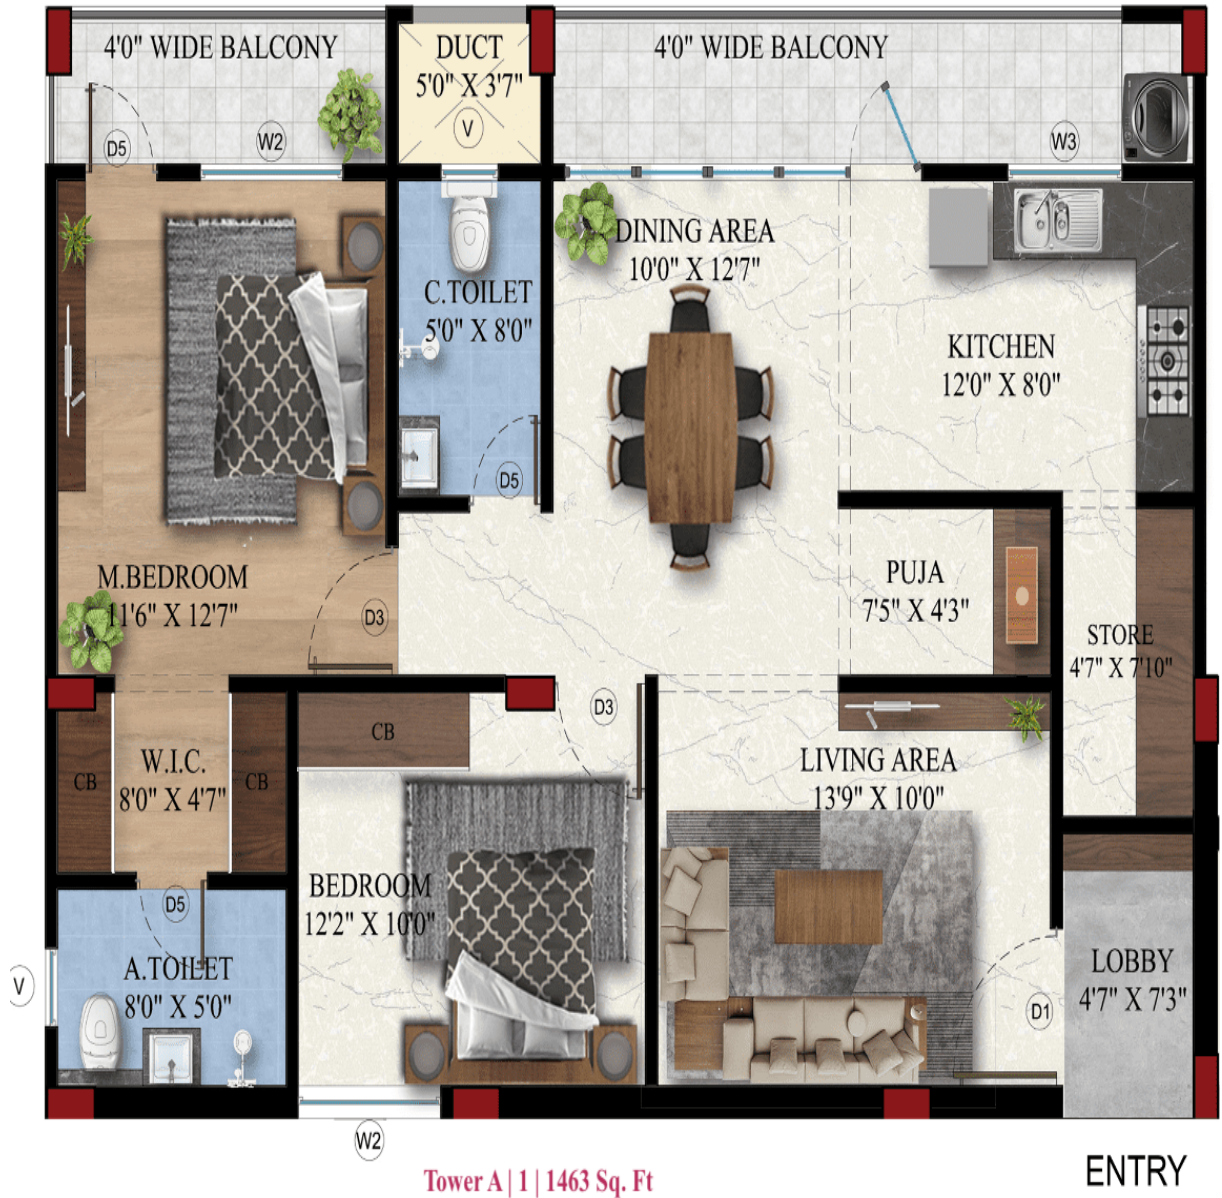 4'0" WIDE BALCONY
DUCT
5'0" X 3'7"
V
4'0" WIDE BALCONY
D5
W2
W3
DINING AREA
10'0" X 12'7"
C.TOILET
5'0" X 8'0"
KITCHEN
12'0" X 8'0"
D5
M.BEDROOM
11'6" X 12'7"
D3
PUJA
7'5" X 4'3"
STORE
4'7" X 7'10"
D3
CB
W.I.C.
8'0" X 4'7"
CB
CB
LIVING AREA
13'9" X 10'0"
BEDROOM
12'2" X 10'0"
D5
A.TOILET
8'0" X 5'0"
V
LOBBY
4'7" X 7'3"
D1
W2
ENTRY
Tower A | 1 | 1463 Sq. Ft